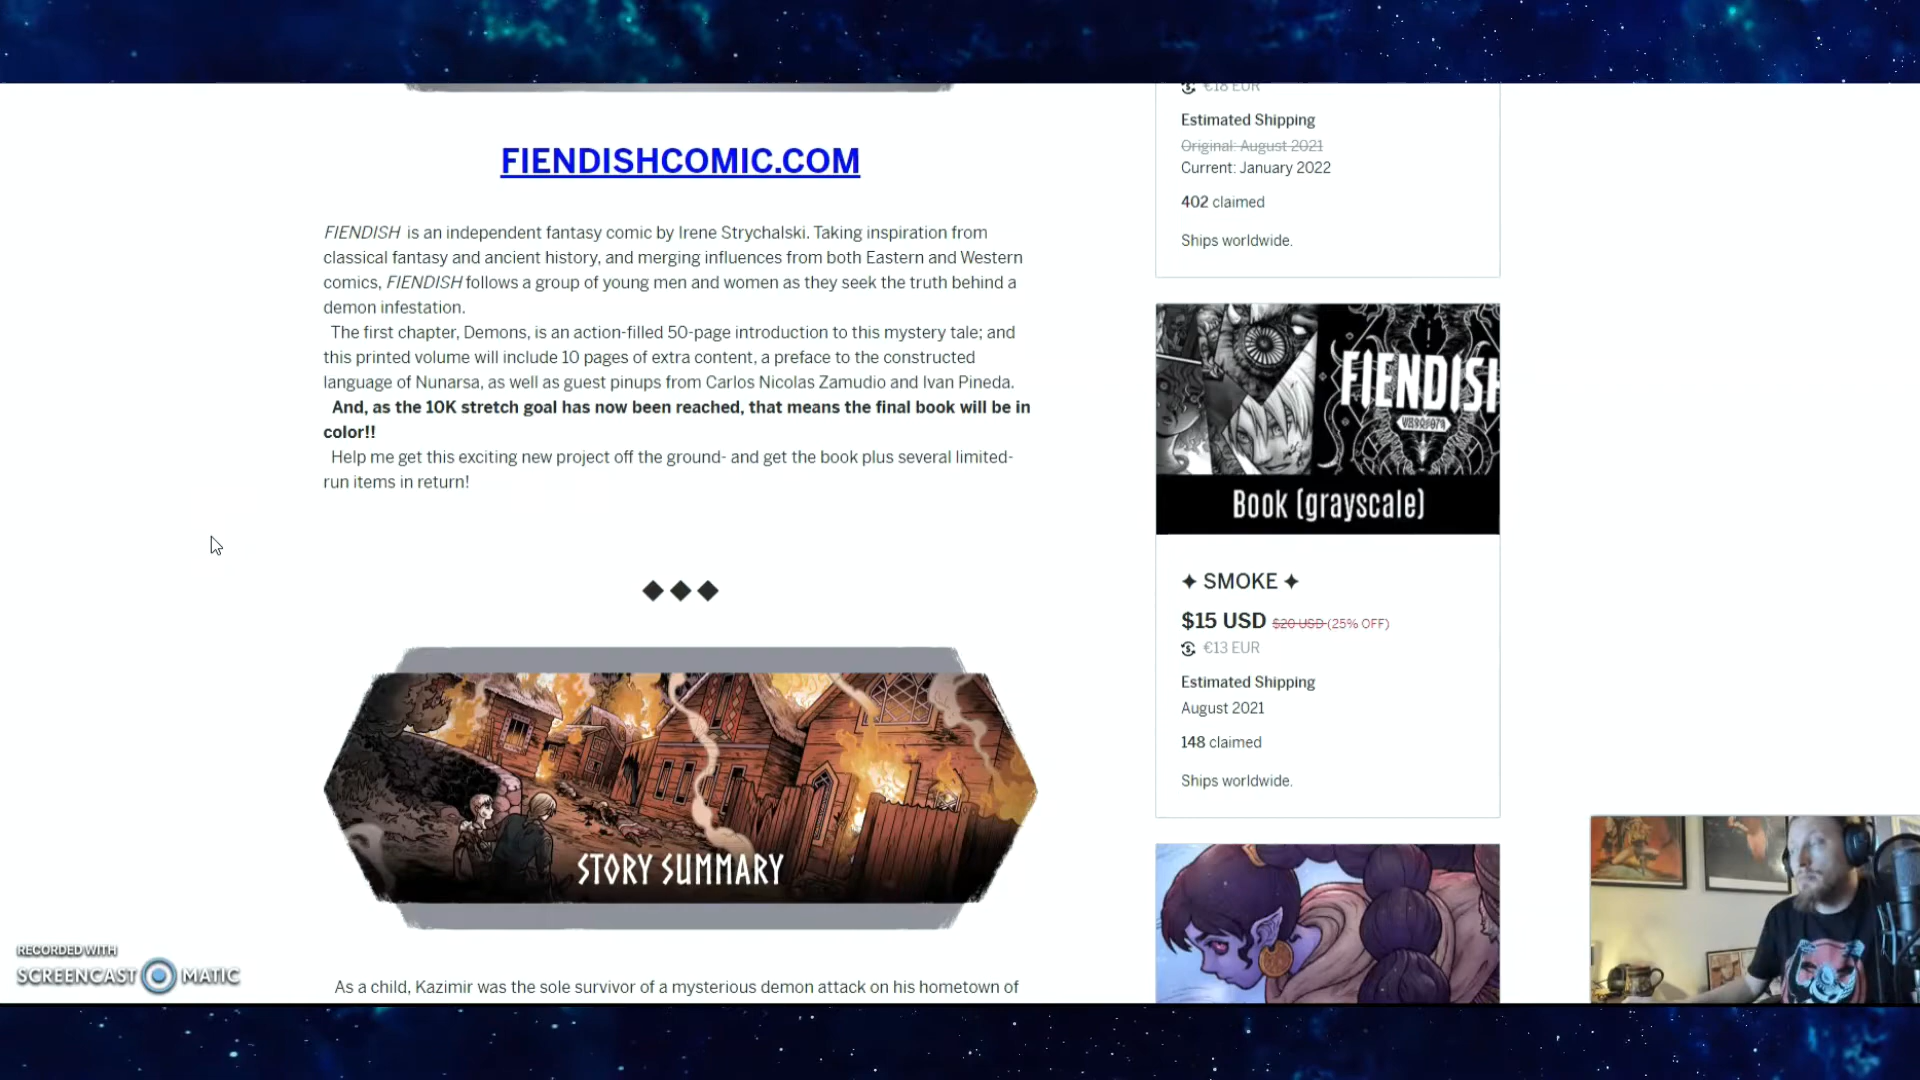 FIENDISHCOMIC.COM
FIENDISH is an independent fantasy comic by Irene Strychalski. Taking inspiration from
classical fantasy and ancient history, and merging influences from both Eastern and Western
comics, FIENDISH follows a group of young men and women as they seek the truth behind a
demon infestation.
The first chapter, Demons, is an action-filled 50-page introduction to this mystery tale; and
this printed volume will include 10 pages of extra content, a preface to the constructed
language of Nunarsa, as well as guest pinups from Carlos Nicolas Zamudio and Ivan Pineda.
And, as the 10K stretch goal has now been reached, that means the final book will be in
color!!
Help me get this exciting new project off the ground- and get the book plus several limited-
run items in return!
STORY SUMMARY
As a child, Kazimir was the sole survivor of a mysterious demon attack on his hometown of
€18 EUR
Estimated Shipping
Original: August 2021
Current: January 2022
402 claimed
Ships worldwide.
FIENDISH
Book (grayscale)
✦ SMOKE ✦
$15 USD $20 USD (25% OFF)
€13 EUR
Estimated Shipping
August 2021
148 claimed
Ships worldwide.
RECORDED WITH
SCREENCAST MATIC